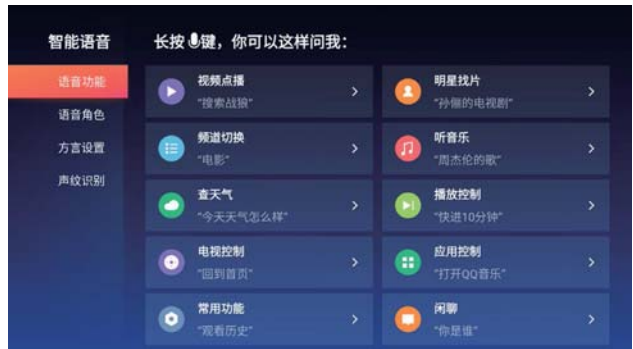 智能语音
长按键，你可以这样问我：
语音功能
语音角色
方言设置
声纹识别
视频点播
“搜索战狼”
明星找片
“孙俪的电视剧”
频道切换
“电影”
听音乐
“周杰伦的歌”
查天气
“今天天气怎么样”
播放控制
“快进10分钟”
电视控制
“回到首页”
应用控制
“打开QQ音乐”
常用功能
“观看历史”
闲聊
“你是谁”